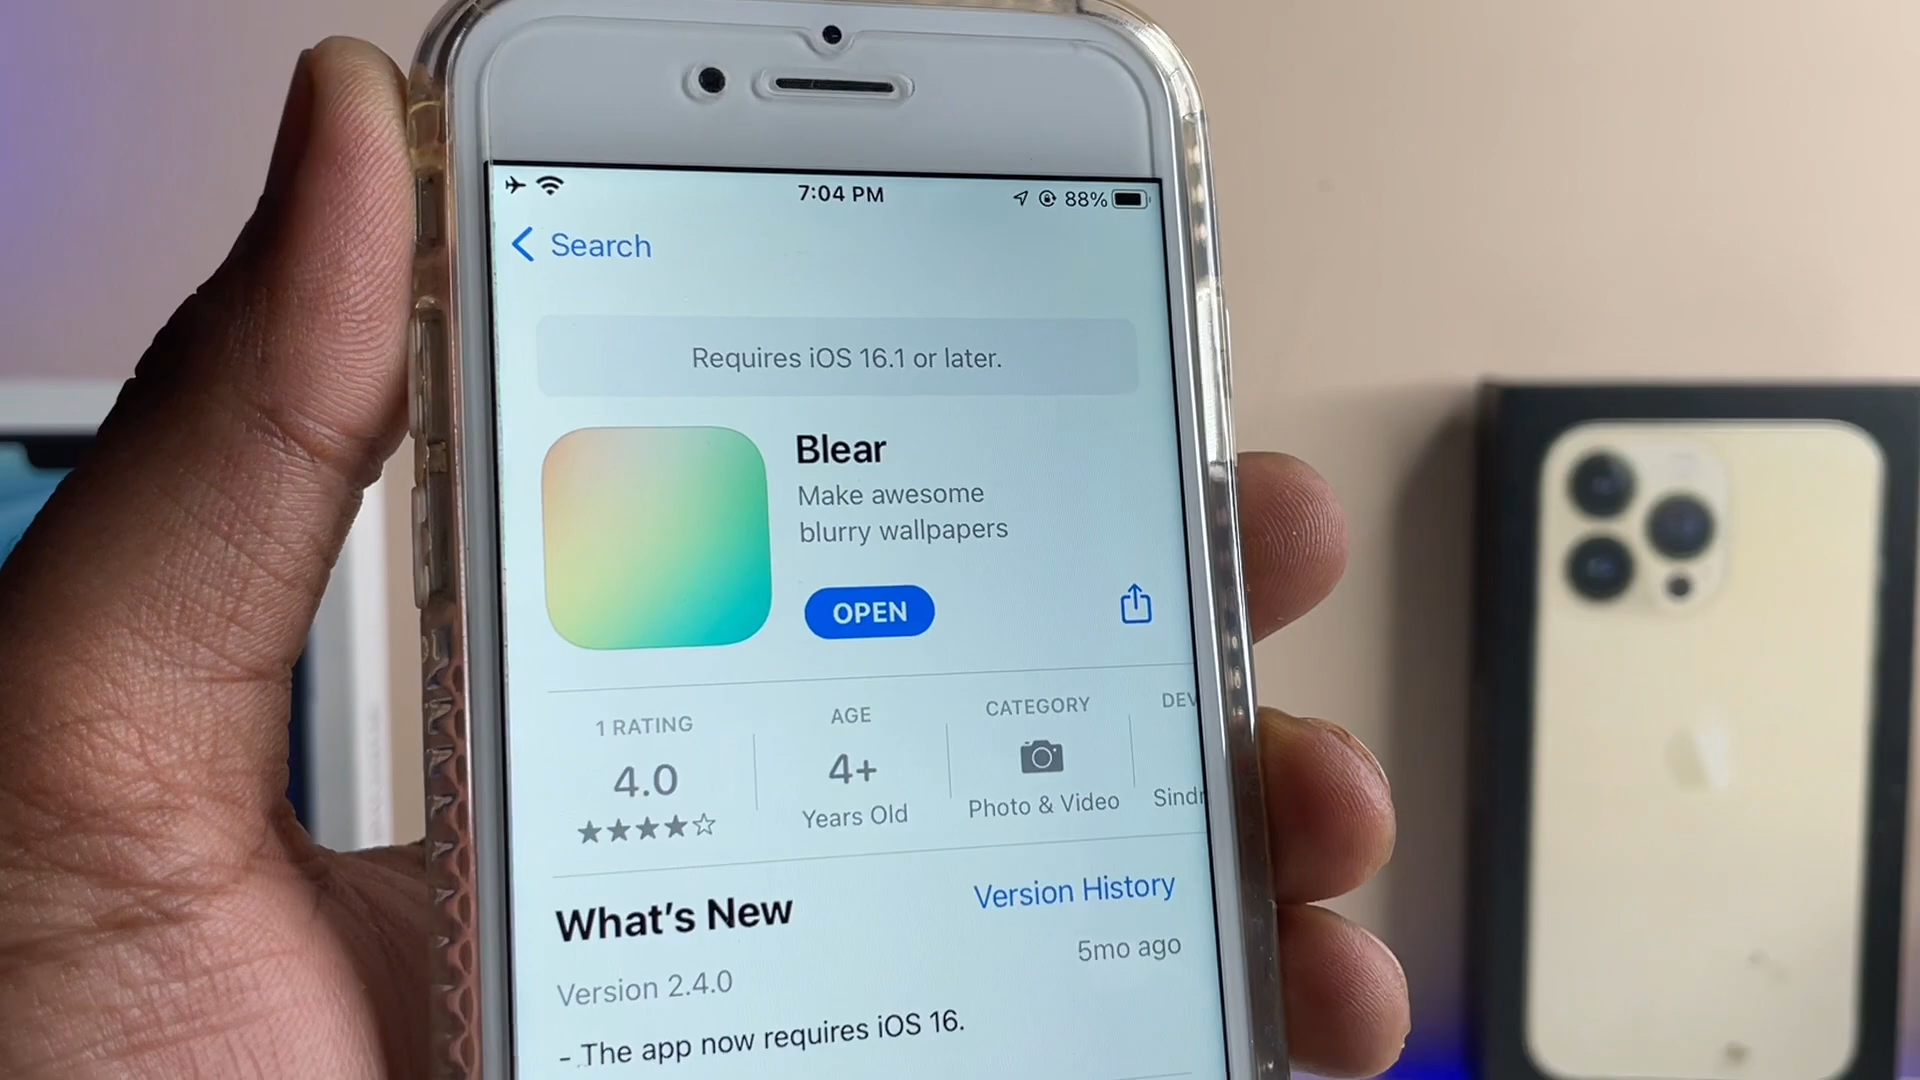 7:04 PM
88%
Search
Requires iOS 16.1 or later.
Blear
Make awesome
blurry wallpapers
OPEN
1 RATING
4.0
AGE
4+
Years Old
CATEGORY
Photo & Video
DEV
Sindr
What's New
Version History
Version 2.4.0
5mo ago
- The app now requires iOS 16.